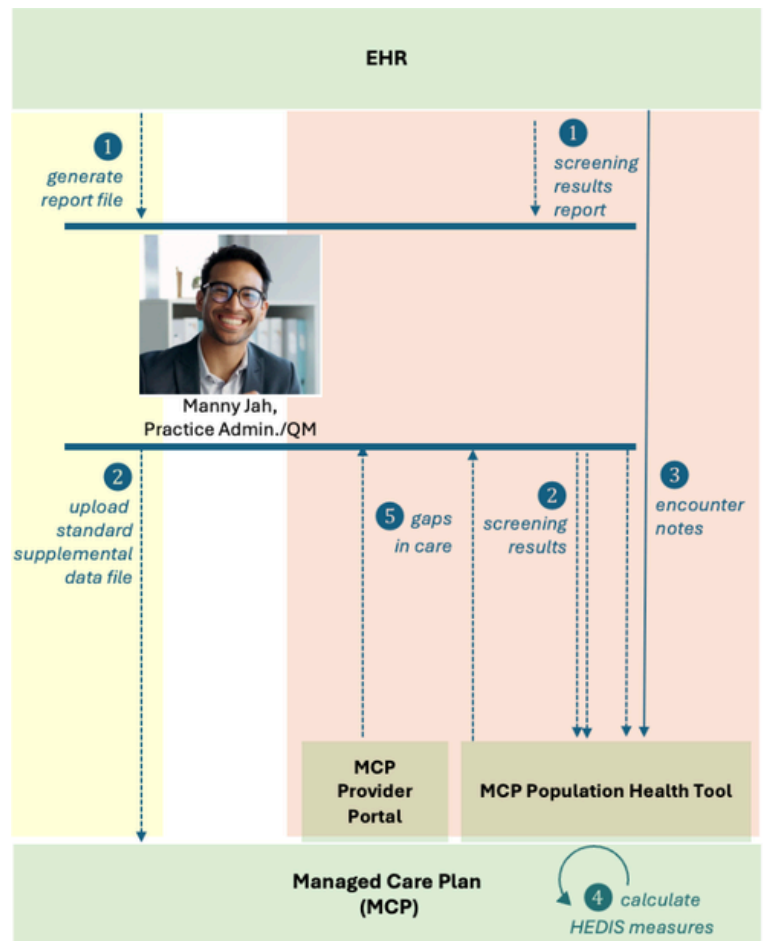 EHR
1
generate
report file
1
screening
results
report
Manny Jah,
Practice Admin./QM
2
upload
standard
supplemental
data file
5 gaps
in care
2
screening
results
3
encounter
notes
MCP
Provider
Portal
MCP Population Health Tool
Managed Care Plan
(MCP)
4 calculate
HEDIS measures